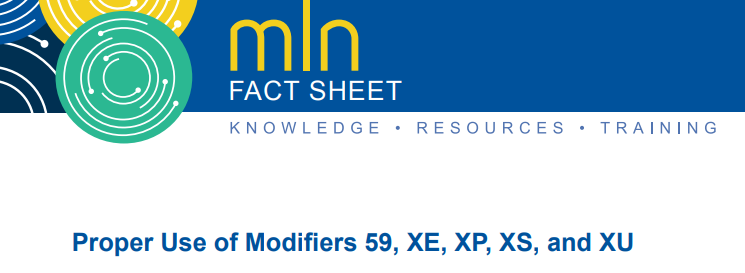 mln
FACT SHEET
KNOWLEDGE • RESOURCES • TRAINING
Proper Use of Modifiers 59, XE, XP, XS, and XU